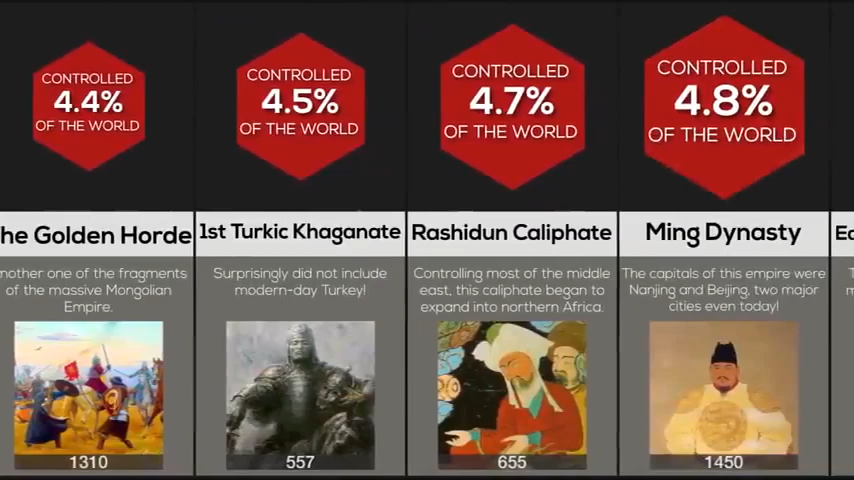 CONTROLLED
4.4%
OF THE WORLD
he Golden Horde
nother one of the fragments
of the massive Mongolian
Empire.
1310
CONTROLLED
4.5%
OF THE WORLD
1st Turkic Khaganate
Surprisingly did not include
modern-day Turkey!
557
CONTROLLED
4.7%
OF THE WORLD
Rashidun Caliphate
Controlling most of the middle
east, this caliphate began to
expand into northern Africa.
655
CONTROLLED
4.8%
OF THE WORLD
Ming Dynasty
The capitals of this empire were
Nanjing and Beijing, two major
cities even today!
1450